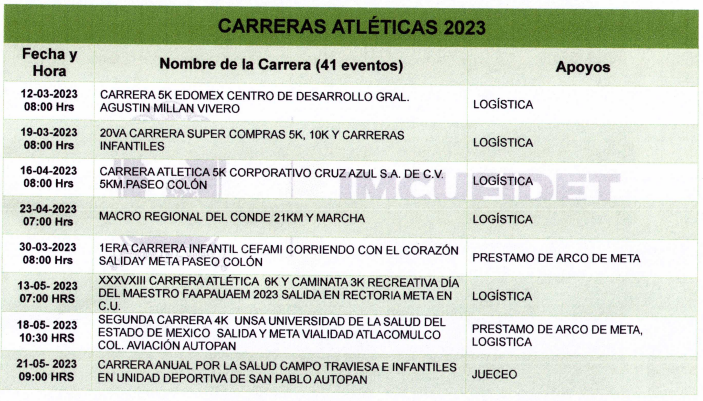 CARRERAS ATLÉTICAS 2023
Fecha y
Hora
Nombre de la Carrera (41 eventos)
Apoyos
12-03-2023
08:00 Hrs
CARRERA 5K EDOMEX CENTRO DE DESARROLLO GRAL.
AGUSTIN MILLAN VIVERO
LOGÍSTICA
19-03-2023
08:00 Hrs
20VA CARRERA SUPER COMPRAS 5K, 10K Y CARRERAS
INFANTILES
LOGÍSTICA
16-04-2023
08:00 Hrs
CARRERA ATLETICA 5K CORPORATIVO CRUZ AZUL S.A. DE C.V.
5KM.PASEO COLÓN
LOGÍSTICA
IMCUFIDET
23-04-2023
07:00 Hrs
MACRO REGIONAL DEL CONDE 21KM Y MARCHA
LOGÍSTICA
30-03-2023
08:00 Hrs
1ERA CARRERA INFANTIL CEFAMI CORRIENDO CON EL CORAZÓN
SALIDAY META PASEO COLÓN
PRESTAMO DE ARCO DE META
13-05- 2023
07:00 HRS
XXXVXIII CARRERA ATLÉTICA 6K Y CAMINATA 3K RECREATIVA DÍA
DEL MAESTRO FAAPAUAEM 2023 SALIDA EN RECTORIA META EN
C.U.
LOGÍSTICA
18-05- 2023
10:30 HRS
SEGUNDA CARRERA 4K UNSA UNIVERSIDAD DE LA SALUD DEL
ESTADO DE MEXICO SALIDA Y META VIALIDAD ATLACOMULCO
COL. AVIACIÓN AUTOPAN
PRESTAMO DE ARCO DE META,
LOGISTICA
21-05- 2023
09:00 HRS
CARRERA ANUAL POR LA SALUD CAMPO TRAVIESA E INFANTILES
EN UNIDAD DEPORTIVA DE SAN PABLO AUTOPAN
JUECEO